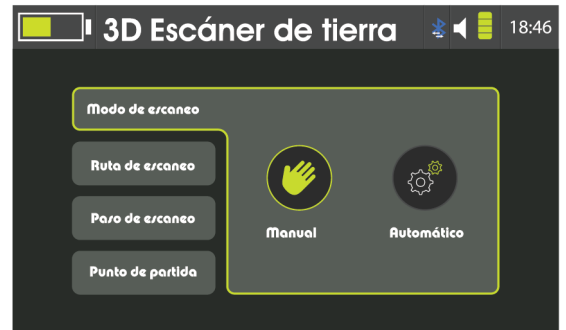 3D Escáner de tierra
18:46
Modo de escaneo
Ruta de escaneo
Paso de escaneo
Punto de partida
Manual
Automático